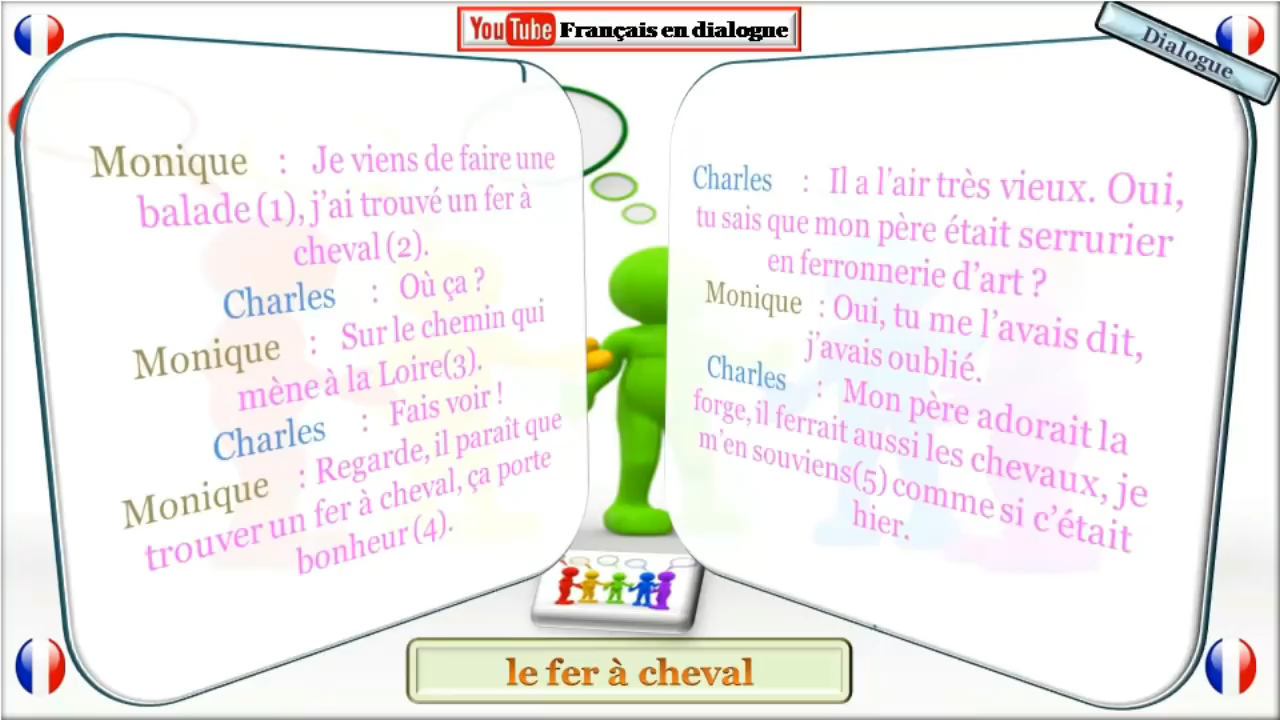 YouTube Français en dialogue
Dialogue
Monique : Je viens de faire une
balade (1), j'ai trouvé un fer à
cheval (2).
Charles : Où ça ?
Monique : Sur le chemin qui
mène à la Loire(3).
Charles : Fais voir !
Monique : Regarde, il paraît que
trouver un fer à cheval, ça porte
bonheur (4).
Charles : Il a l'air très vieux. Oui,
tu sais que mon père était serrurier
en ferronnerie d'art ?
Monique : Oui, tu me l'avais dit,
j'avais oublié.
Charles : Mon père adorait la
forge, il ferrait aussi les chevaux, je
m'en souviens(5) comme si c'était
hier.
le fer à cheval